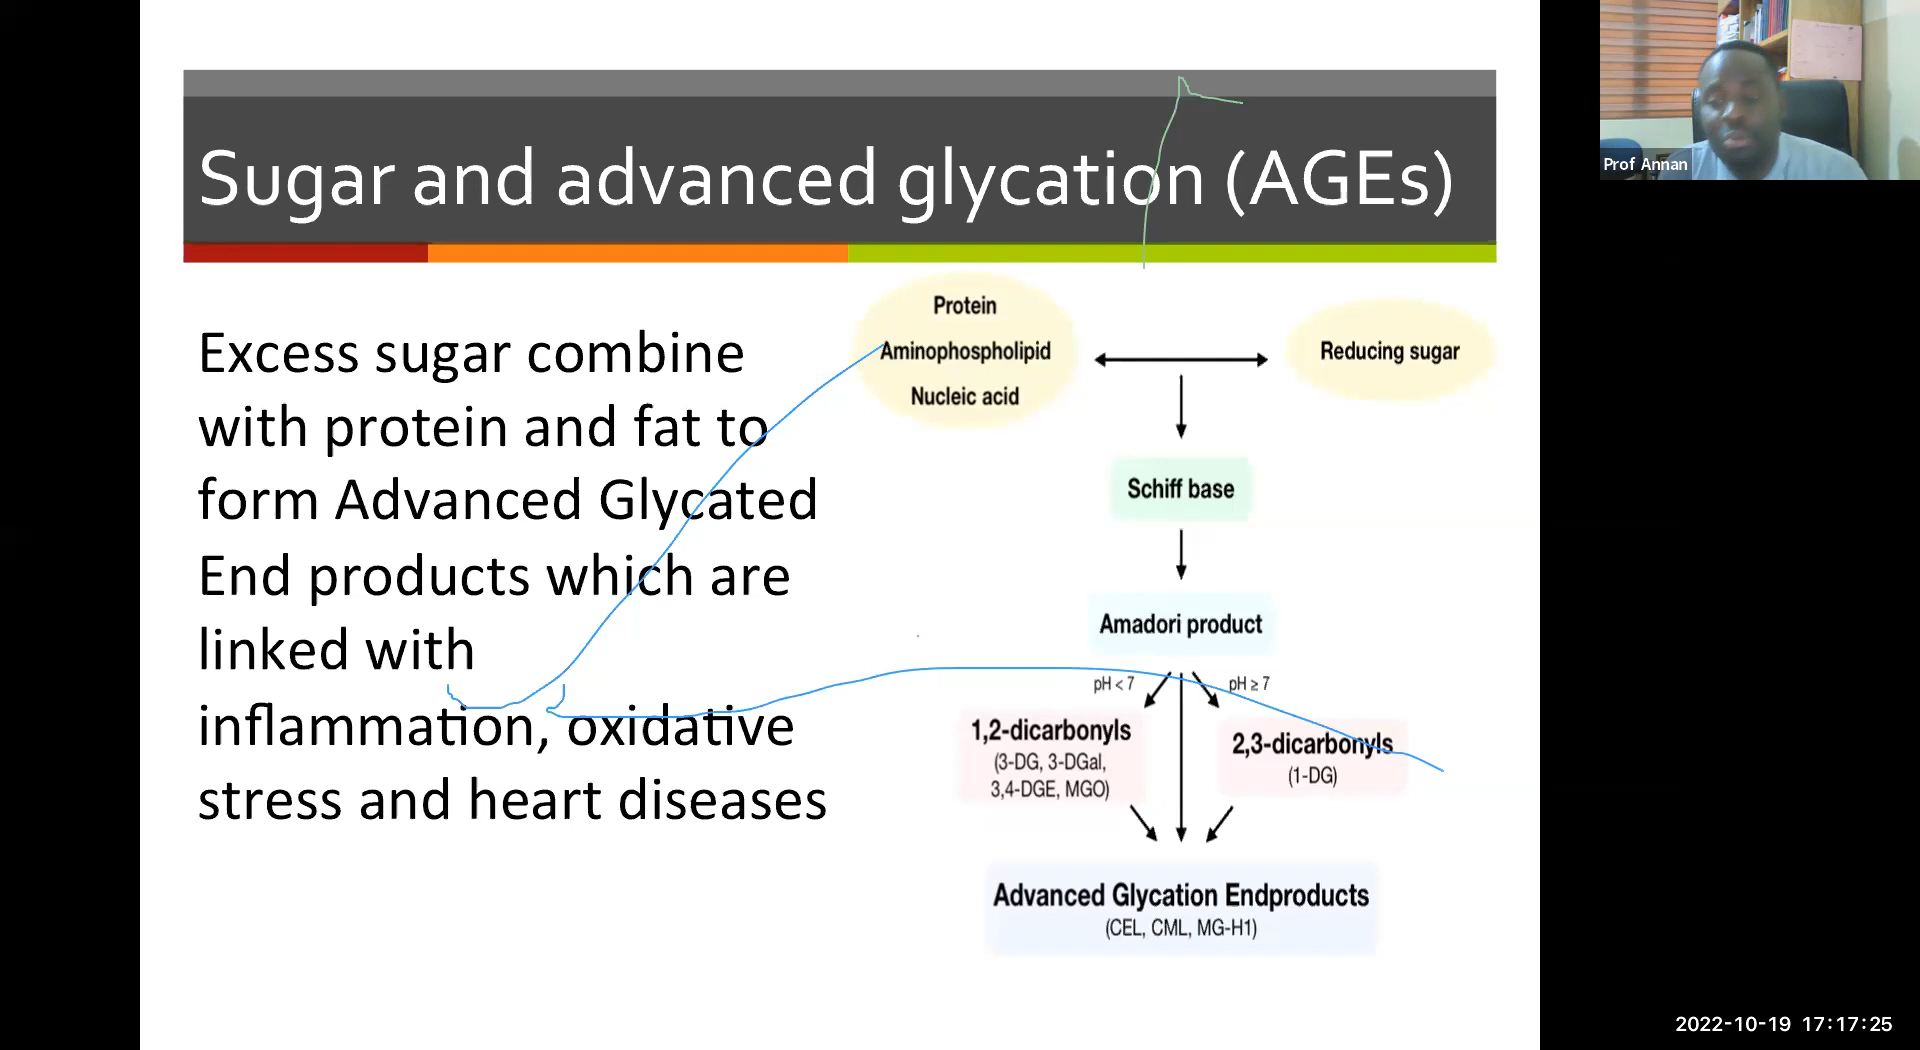 Sugar and advanced glycation (AGEs)
Excess sugar combine
with protein and fat to
form Advanced Glycated
End products which are
linked with
inflammation, oxidative
stress and heart diseases
Protein
Aminophospholipid
Nucleic acid
Reducing sugar
Schiff base
Amadori product
pH < 7
pH ≥ 7
1,2-dicarbonyls
(3-DG, 3-DGal,
3,4-DGE, MGO)
2,3-dicarbonyls
(1-DG)
Advanced Glycation Endproducts
(CEL, CML, MG-H1)
Prof Annan
2022-10-19 17:17:25